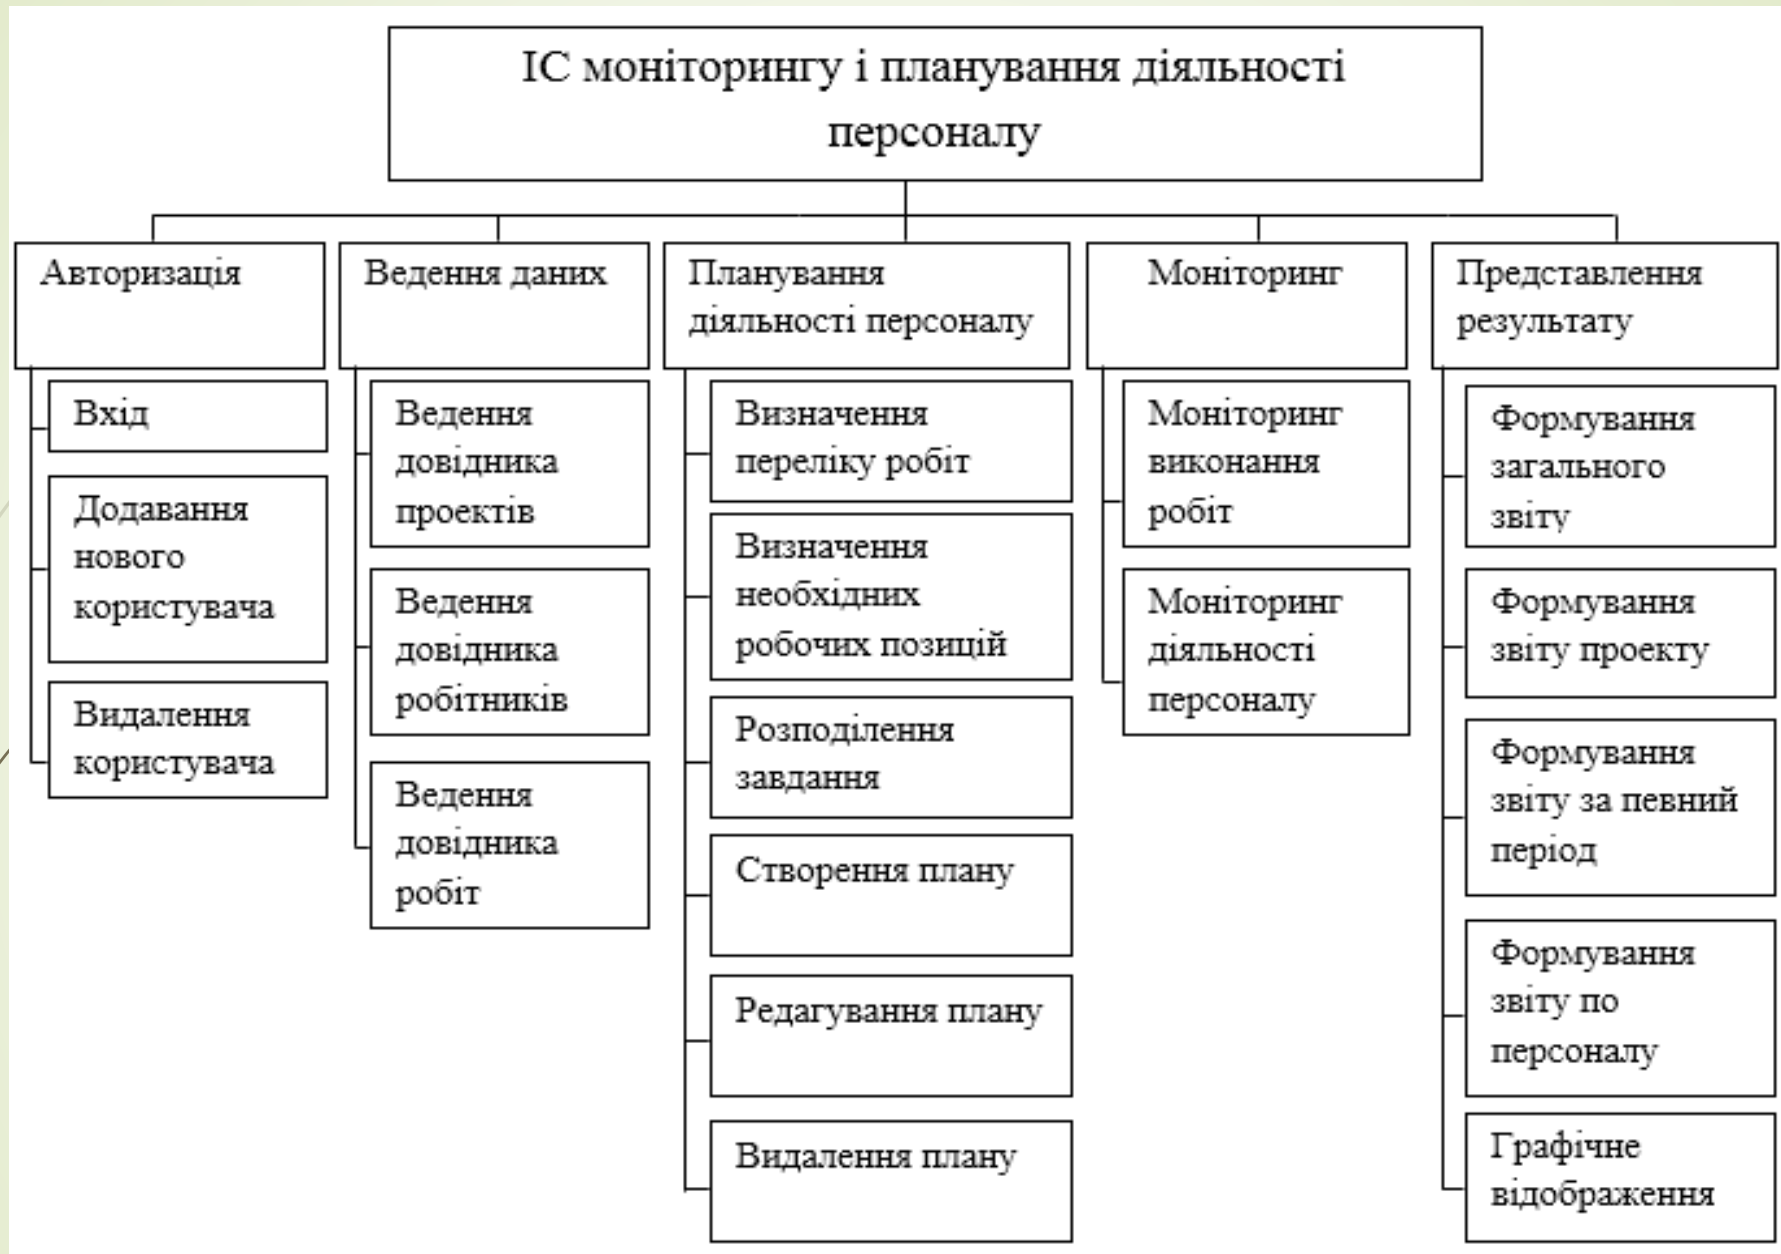 ІС моніторингу і планування діяльності
персоналу
Авторизація
Вхід
Додавання
нового
користувача
Видалення
користувача
Ведення даних
Ведення
довідника
проектів
Ведення
довідника
робітників
Ведення
довідника
робіт
Планування
діяльності персоналу
Визначення
переліку робіт
Визначення
необхідних
робочих позицій
Розподілення
завдання
Створення плану
Редагування плану
Видалення плану
Моніторинг
Моніторинг
виконання
робіт
Моніторинг
діяльності
персоналу
Представлення
результату
Формування
загального
звіту
Формування
звіту проекту
Формування
звіту за певний
період
Формування
звіту по
персоналу
Графічне
відображення